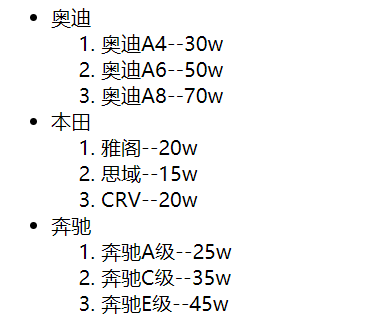 奥迪
1. 奥迪A4--30w
2. 奥迪A6--50w
3. 奥迪A8--70w
本田
1. 雅阁--20w
2. 思域--15w
3. CRV--20w
奔驰
1. 奔驰A级--25w
2. 奔驰C级--35w
3. 奔驰E级--45w